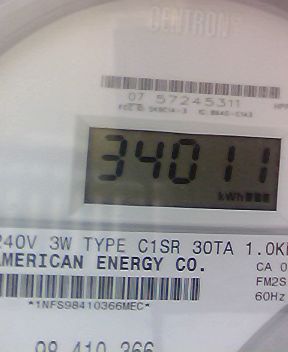 CENTRON
07 57245311
34011
kWh
240V 3W TYPE C1SR 30TA 1.0K
AMERICAN ENERGY CO.
CA 0
FM2S
60Hz
*1NFS98410366MEC*
98 410 366